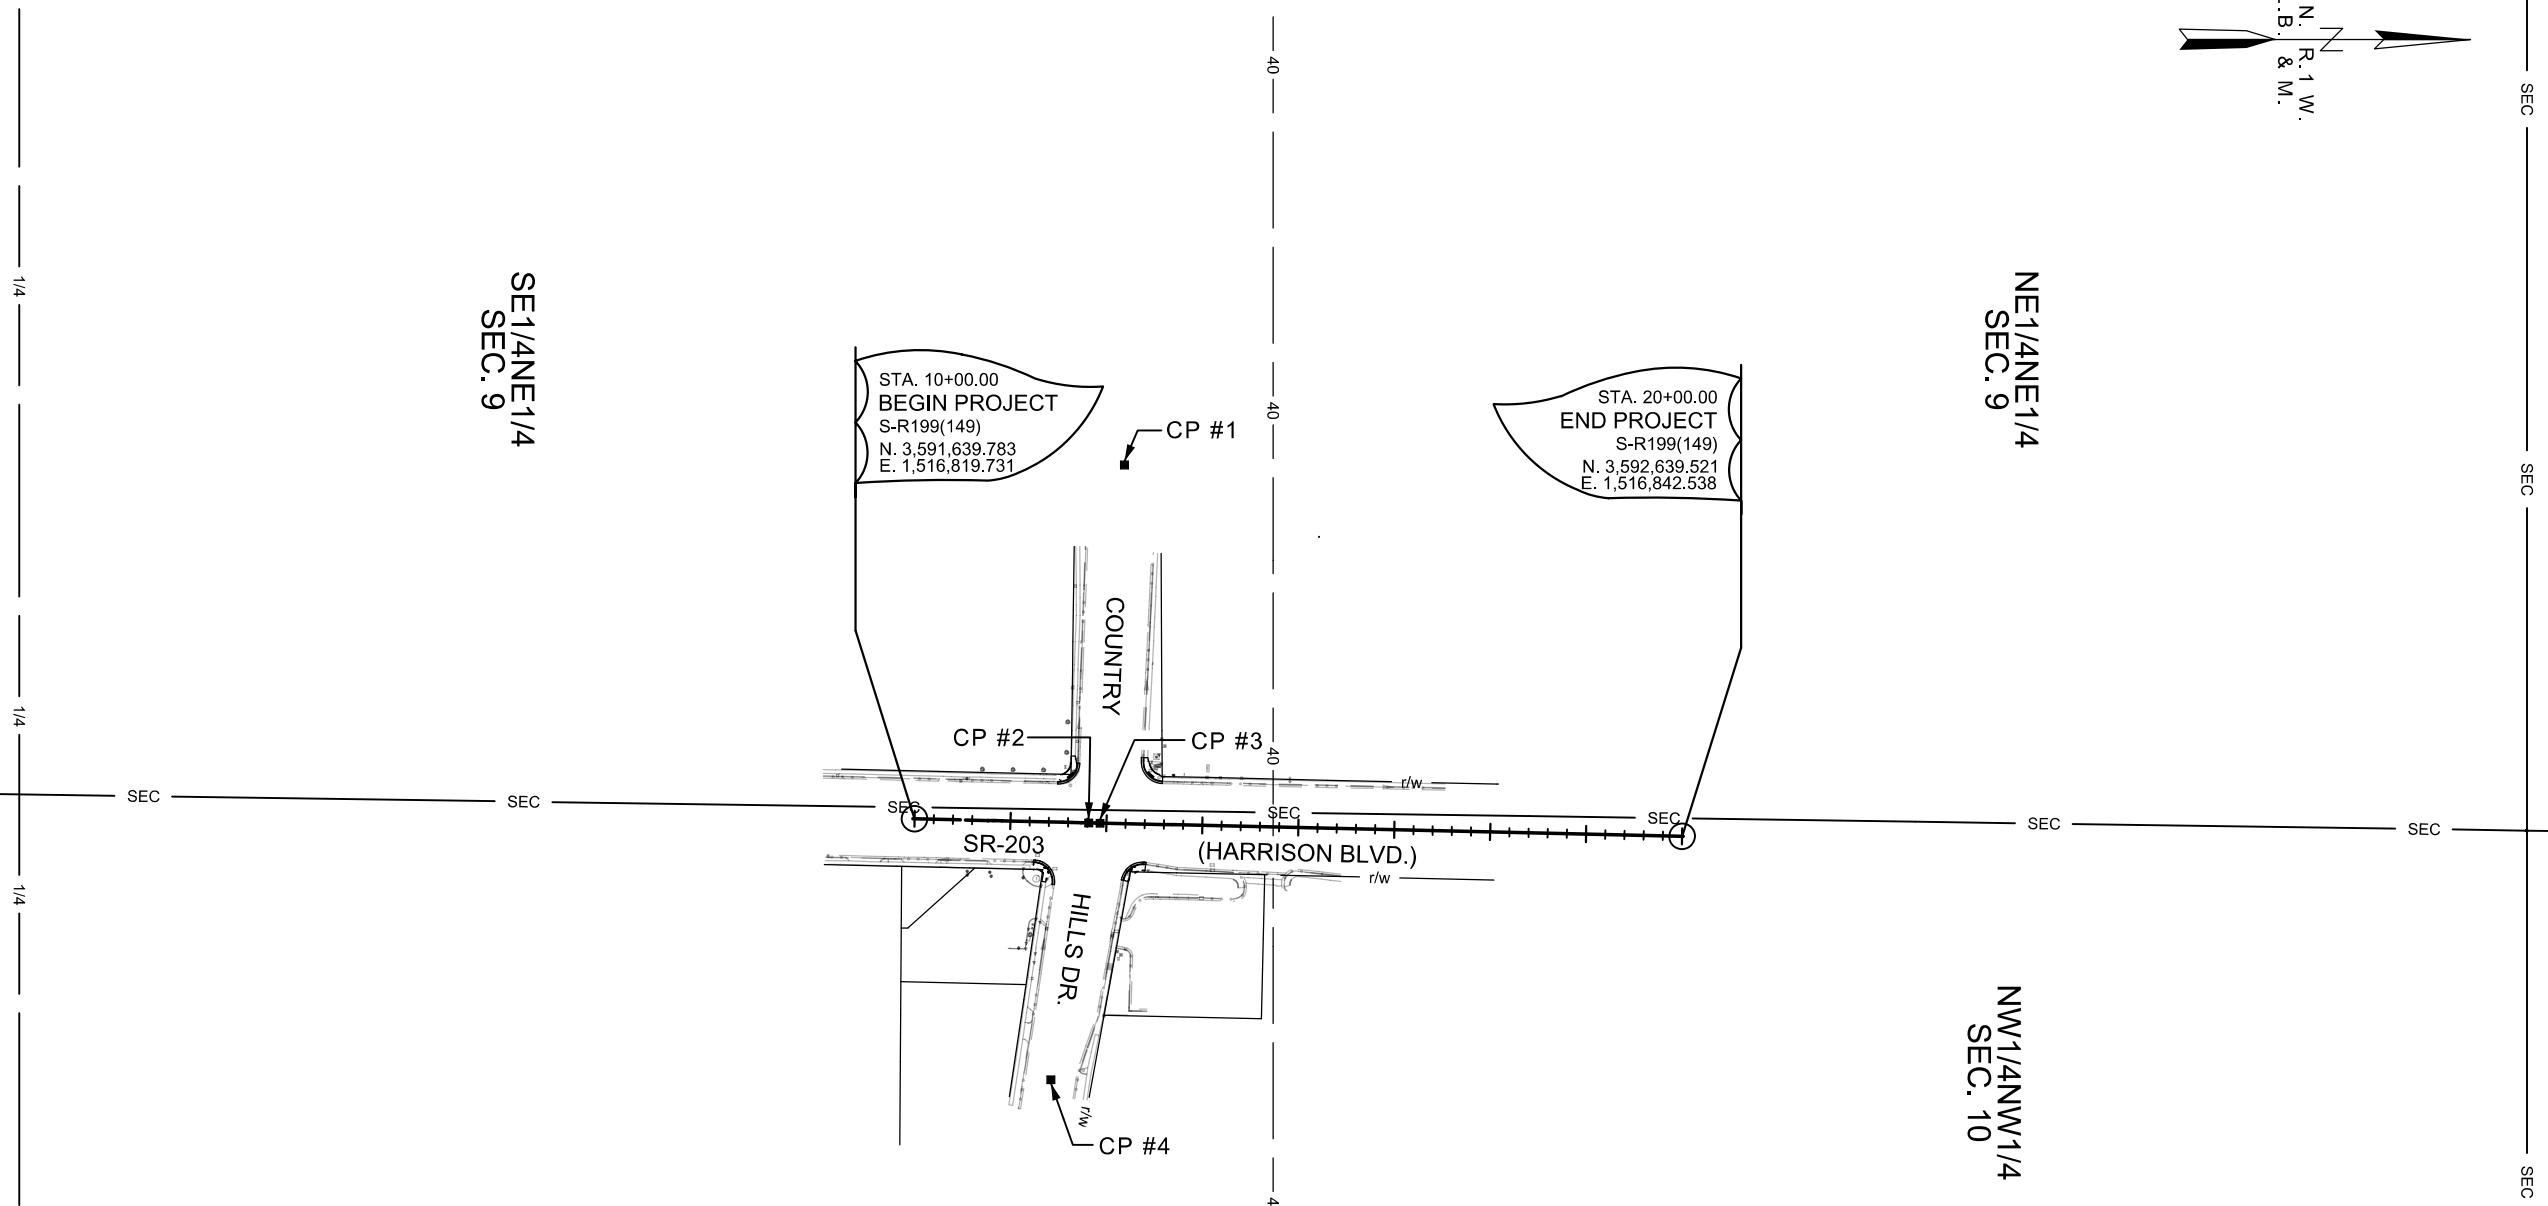 N. R.1 W.
.B. & M.
N
SEC
SEC
SEC
40
40
40
4
1/4
1/4
1/4
SE1/4NE1/4
SEC. 9
NE1/4NE1/4
SEC. 9
NW1/4NW1/4
SEC. 10
STA. 10+00.00
BEGIN PROJECT
S-R199(149)
N. 3,591,639.783
E. 1,516,819.731
STA. 20+00.00
END PROJECT
S-R199(149)
N. 3,592,639.521
E. 1,516,842.538
CP #1
COUNTRY
CP #2
CP #3
r/w
SEC
SEC
SEC
SEC
SEC
SEC
SEC
SR-203
(HARRISON BLVD.)
r/w
HILLS DR.
r/w
CP #4